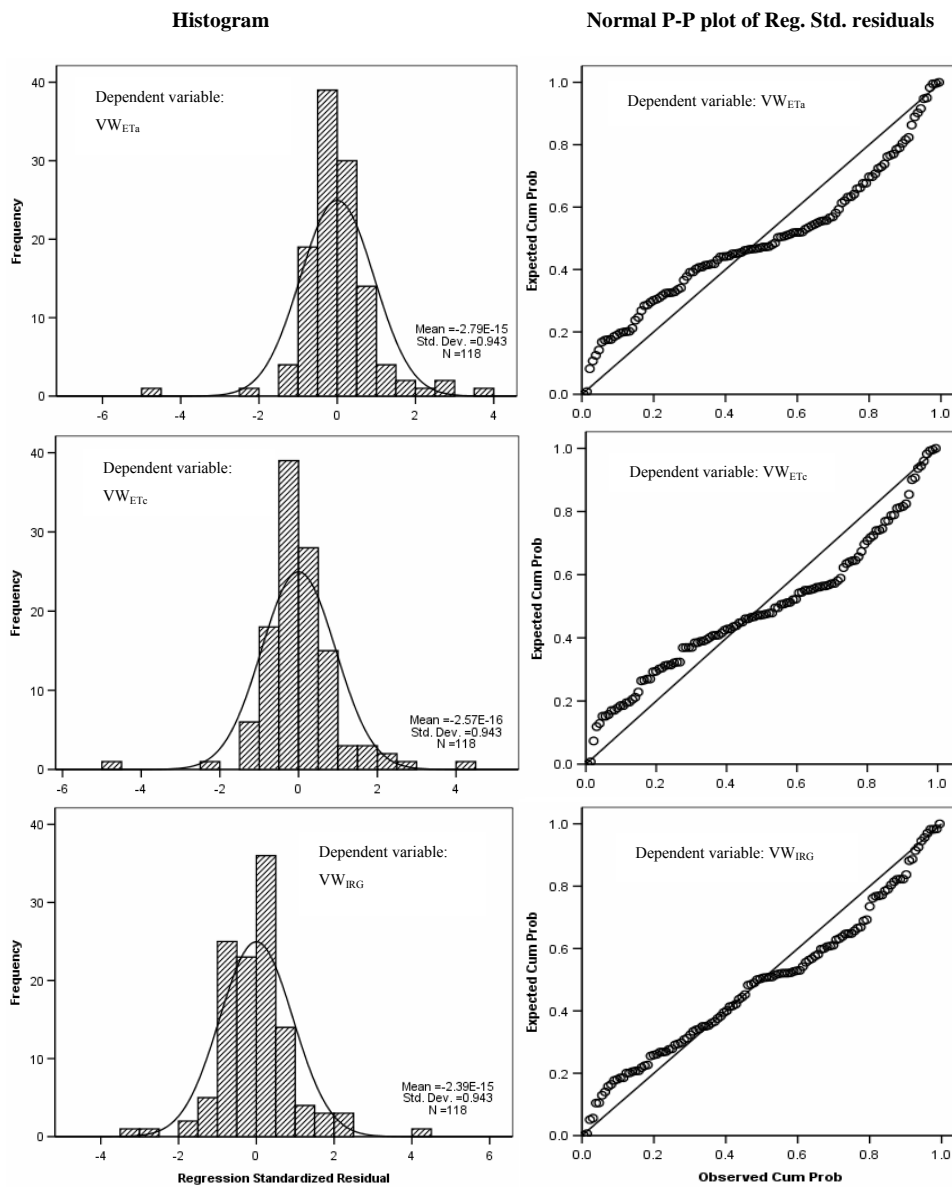 Histogram
Normal P-P plot of Reg. Std. residuals
Dependent variable:
VW_ETa
Frequency
40
30
20
10
0
-6
-4
-2
0
2
4
Mean =-2.79E-15
Std. Dev. =0.943
N =118
Dependent variable: VW_ETa
Expected Cum Prob
1.0
0.8
0.6
0.4
0.2
0.0
0.0
0.2
0.4
0.6
0.8
1.0
Dependent variable:
VW_ETc
Frequency
40
30
20
10
0
-6
-4
-2
0
2
4
Mean =-2.57E-16
Std. Dev. =0.943
N =118
Dependent variable: VW_ETc
Expected Cum Prob
1.0
0.8
0.6
0.4
0.2
0.0
0.0
0.2
0.4
0.6
0.8
1.0
Dependent variable:
VW_IRG
Frequency
40
30
20
10
0
-4
-2
0
2
4
6
Mean =-2.39E-15
Std. Dev. =0.943
N =118
Regression Standardized Residual
Dependent variable: VW_IRG
Expected Cum Prob
1.0
0.8
0.6
0.4
0.2
0.0
0.0
0.2
0.4
0.6
0.8
1.0
Observed Cum Prob